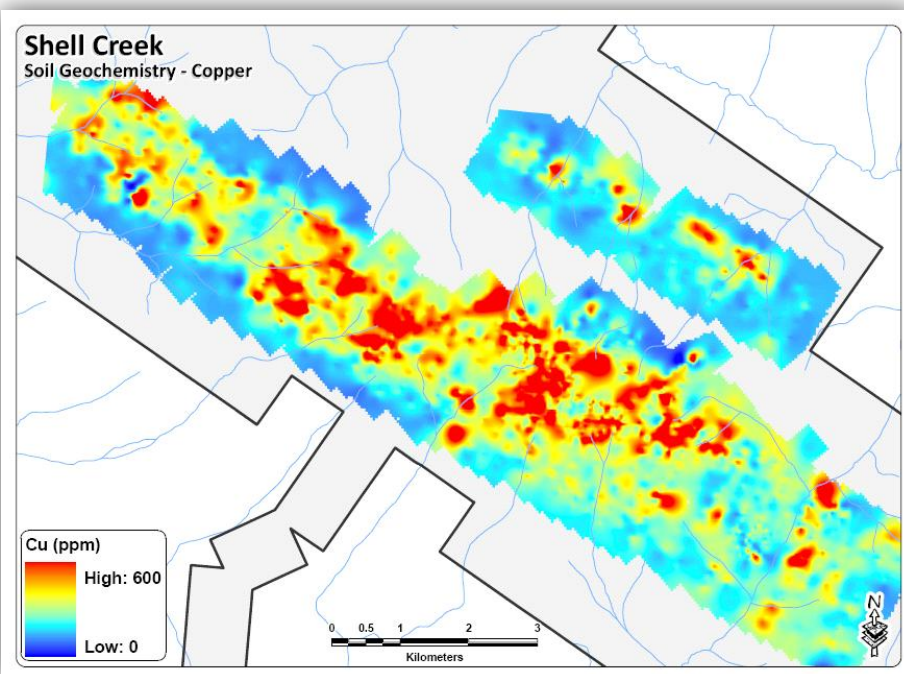 Shell Creek
Soil Geochemistry - Copper
Cu (ppm)
High: 600
Low: 0
0 0.5 1 2 3
Kilometers
N